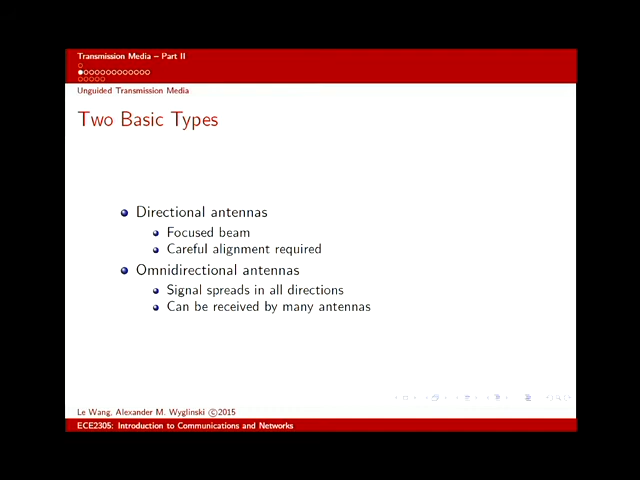 Transmission Media – Part II
Unguided Transmission Media
Two Basic Types
Directional antennas
Focused beam
Careful alignment required
Omnidirectional antennas
Signal spreads in all directions
Can be received by many antennas
Le Wang, Alexander M. Wyglinski ©2015
ECE2305: Introduction to Communications and Networks